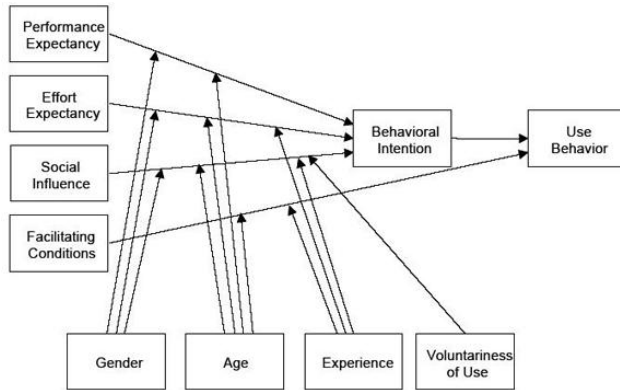 Performance
Expectancy
Effort
Expectancy
Social
Influence
Facilitating
Conditions
Behavioral
Intention
Use
Behavior
Gender
Age
Experience
Voluntariness
of Use